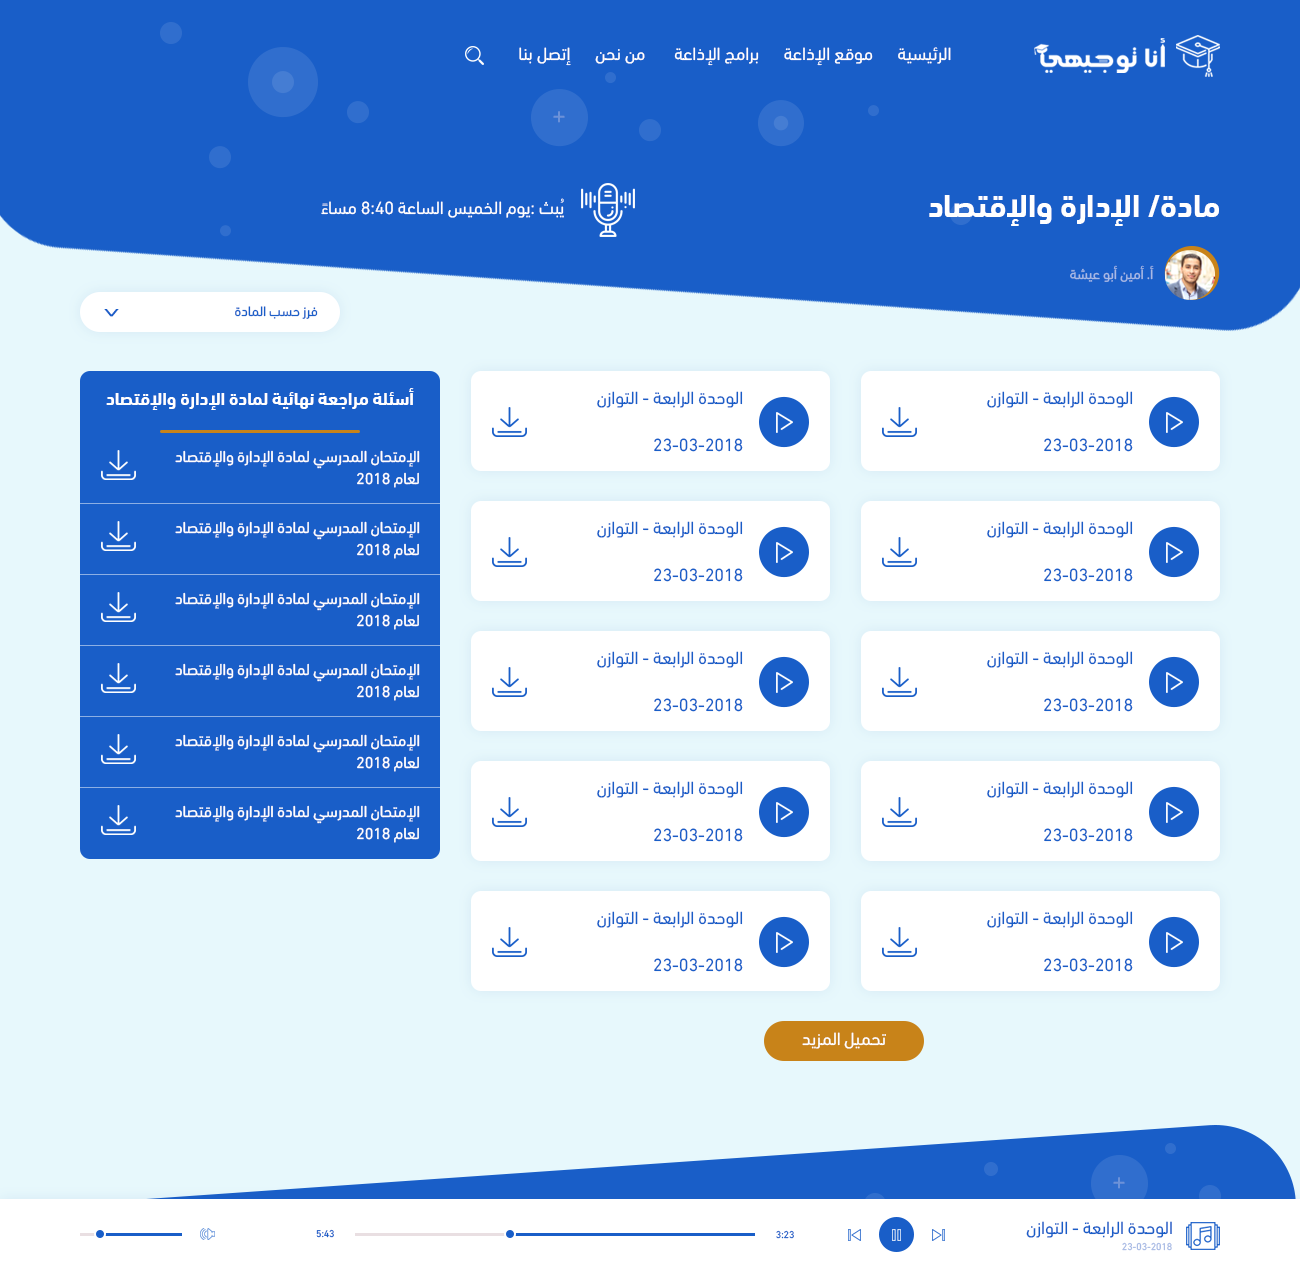 أنا توجيهي
الرئيسية
موقع الإذاعة
برامج الإذاعة
من نحن
إتصل بنا
مادة/ الإدارة والإقتصاد
يُبث :يوم الخميس الساعة 8:40 مساءً
أ. أمين أبو عيشة
فرز حسب المادة
الوحدة الرابعة - التوازن
23-03-2018
الوحدة الرابعة - التوازن
23-03-2018
الوحدة الرابعة - التوازن
23-03-2018
الوحدة الرابعة - التوازن
23-03-2018
الوحدة الرابعة - التوازن
23-03-2018
الوحدة الرابعة - التوازن
23-03-2018
الوحدة الرابعة - التوازن
23-03-2018
الوحدة الرابعة - التوازن
23-03-2018
الوحدة الرابعة - التوازن
23-03-2018
الوحدة الرابعة - التوازن
23-03-2018
تحميل المزيد
أسئلة مراجعة نهائية لمادة الإدارة والإقتصاد
الإمتحان المدرسي لمادة الإدارة والإقتصاد
لعام 2018
الإمتحان المدرسي لمادة الإدارة والإقتصاد
لعام 2018
الإمتحان المدرسي لمادة الإدارة والإقتصاد
لعام 2018
الإمتحان المدرسي لمادة الإدارة والإقتصاد
لعام 2018
الإمتحان المدرسي لمادة الإدارة والإقتصاد
لعام 2018
الإمتحان المدرسي لمادة الإدارة والإقتصاد
لعام 2018
الوحدة الرابعة - التوازن
23-03-2018
3:23
5:43